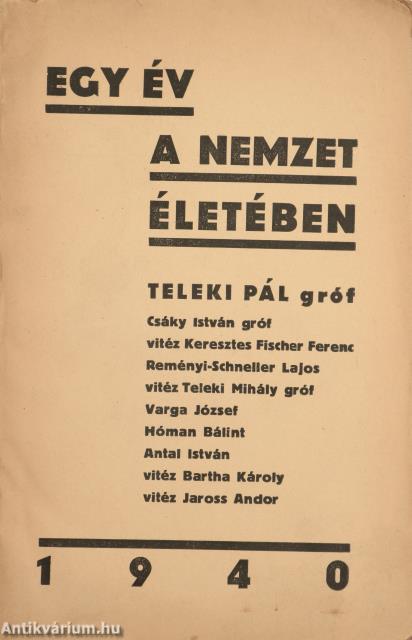 EGY ÉV
A NEMZET
ÉLETÉBEN
TELEKI PÁL gróf
Csáky István gróf
vitéz Keresztes Fischer Ferenc
Reményi-Schneller Lajos
vitéz Teleki Mihály gróf
Varga József
Hóman Bálint
Antal István
vitéz Bartha Károly
vitéz Jaross Andor
1 9 4 0
Antikvárium.hu